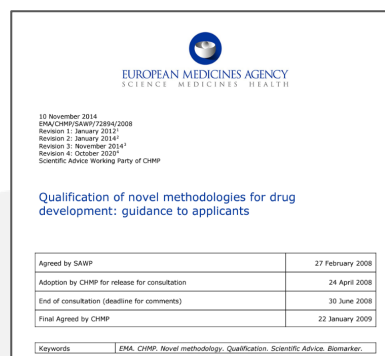 EUROPEAN MEDICINES AGENCY
SCIENCE MEDICINES HEALTH
10 November 2014
EMA/CHMP/SAWP/72894/2008
Revision 1: January 2012¹
Revision 2: January 2014²
Revision 3: November 2014³
Revision 4: October 2020⁴
Scientific Advice Working Party of CHMP
Qualification of novel methodologies for drug
development: guidance to applicants
Agreed by SAWP 27 February 2008
Adoption by CHMP for release for consultation 24 April 2008
End of consultation (deadline for comments) 30 June 2008
Final Agreed by CHMP 22 January 2009
Keywords EMA. CHMP. Novel methodology. Qualification. Scientific Advice. Biomarker.